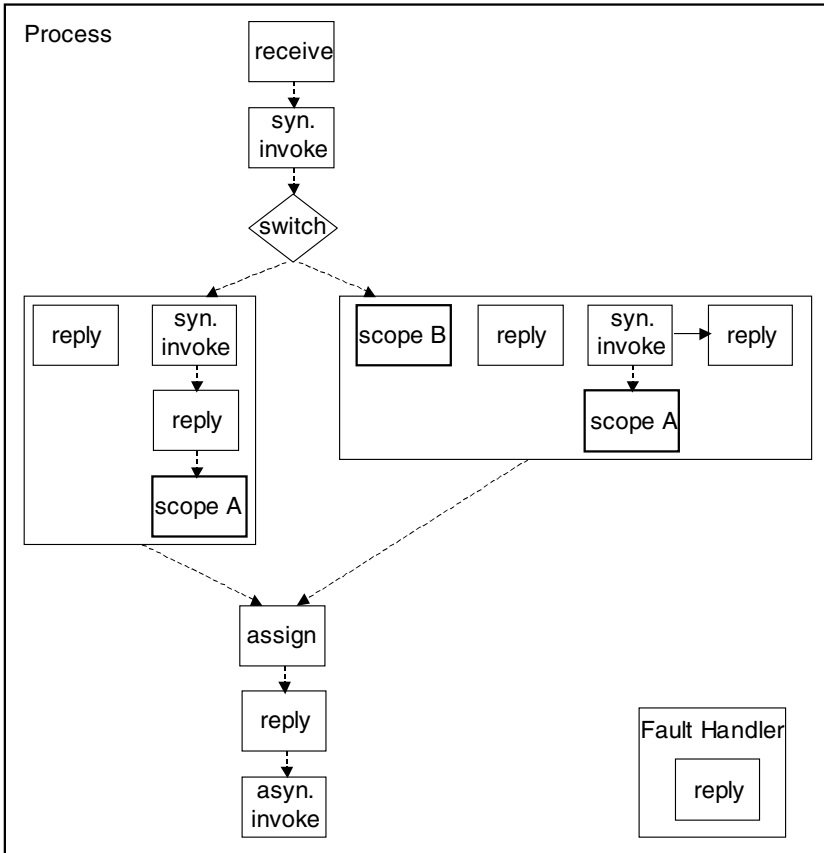 Process
receive
syn.
invoke
switch
reply
syn.
invoke
reply
scope A
scope B
reply
syn.
invoke
reply
scope A
assign
reply
asyn.
invoke
Fault Handler
reply